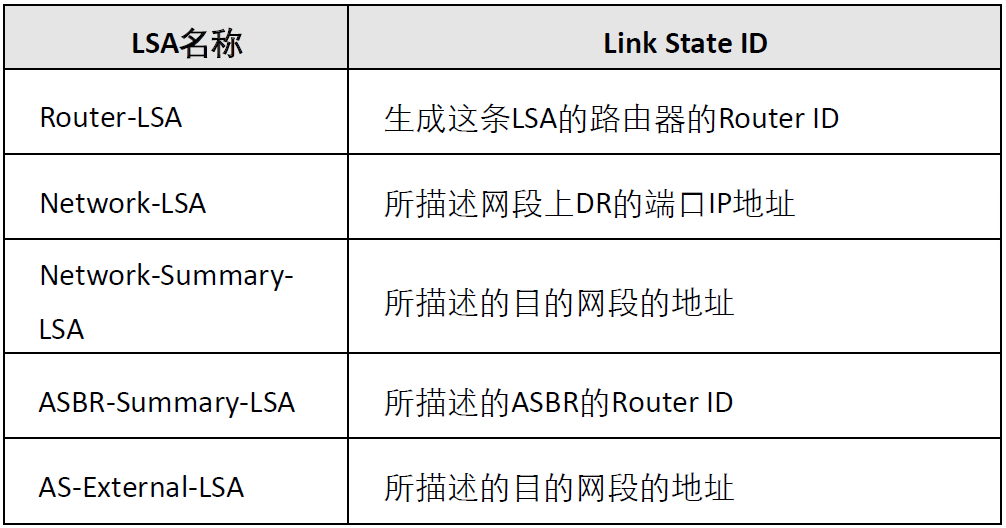 LSA名称
Link State ID
Router-LSA
生成这条LSA的路由器的Router ID
Network-LSA
所描述网段上DR的端口IP地址
Network-Summary-
LSA
所描述的目的网段的地址
ASBR-Summary-LSA
所描述的ASBR的Router ID
AS-External-LSA
所描述的目的网段的地址